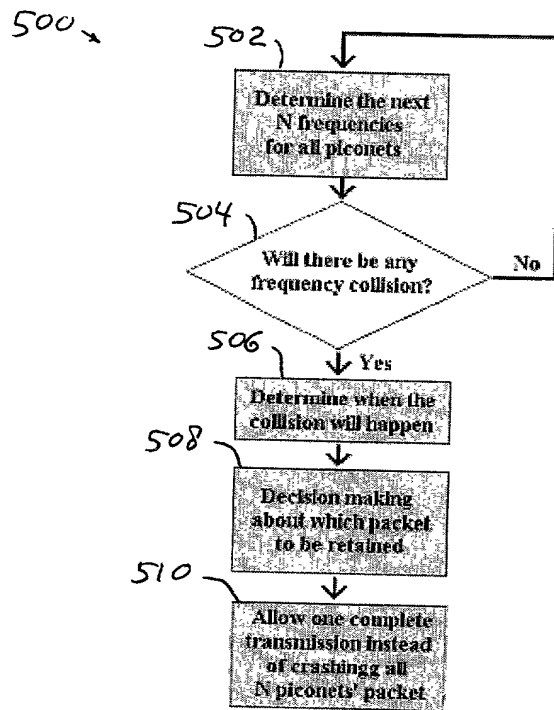 500
502
Determine the next
N frequencies
for all piconets
504
Will there be any
frequency collision?
No
506
Yes
Determine when the
collision will happen
508
Decision making
about which packet
to be retained
510
Allow one complete
transmission instead
of crashingg all
N piconets' packet